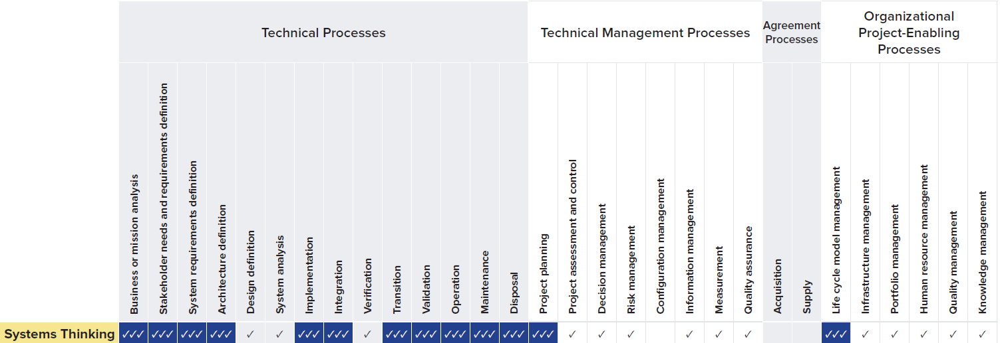 Technical Processes
Technical Management Processes
Agreement
Processes
Organizational
Project-Enabling
Processes
Business or mission analysis
Stakeholder needs and requirements definition
System requirements definition
Architecture definition
Design definition
System analysis
Implementation
Integration
Verification
Transition
Validation
Operation
Maintenance
Disposal
Project planning
Project assessment and control
Decision management
Risk management
Configuration management
Information management
Measurement
Quality assurance
Acquisition
Supply
Life cycle model management
Infrastructure management
Portfolio management
Human resource management
Quality management
Knowledge management
Systems Thinking ✓✓✓ ✓✓✓ ✓✓✓ ✓✓✓ ✓ ✓ ✓✓✓ ✓✓✓ ✓ ✓✓✓ ✓✓✓ ✓✓✓ ✓✓✓ ✓✓✓ ✓✓✓ ✓ ✓ ✓ ✓ ✓ ✓ ✓✓✓ ✓ ✓ ✓ ✓ ✓